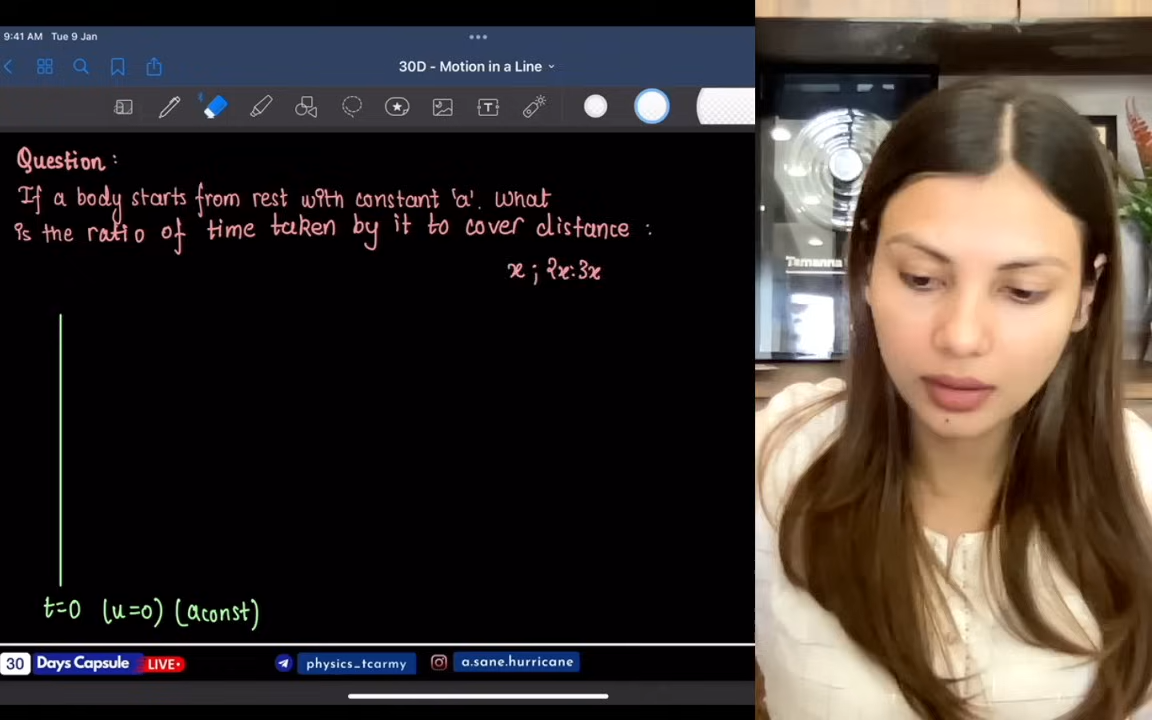 9:41 AM Tue 9 Jan
30D - Motion in a Line
T
Question:
If a body starts from rest with constant 'a'. What
is the ratio of time taken by it to cover distance :
x ; 2x:3x
t=0 (u=0) (a const)
30 Days Capsule LIVE
physics_tcarmy
a.sane.hurricane